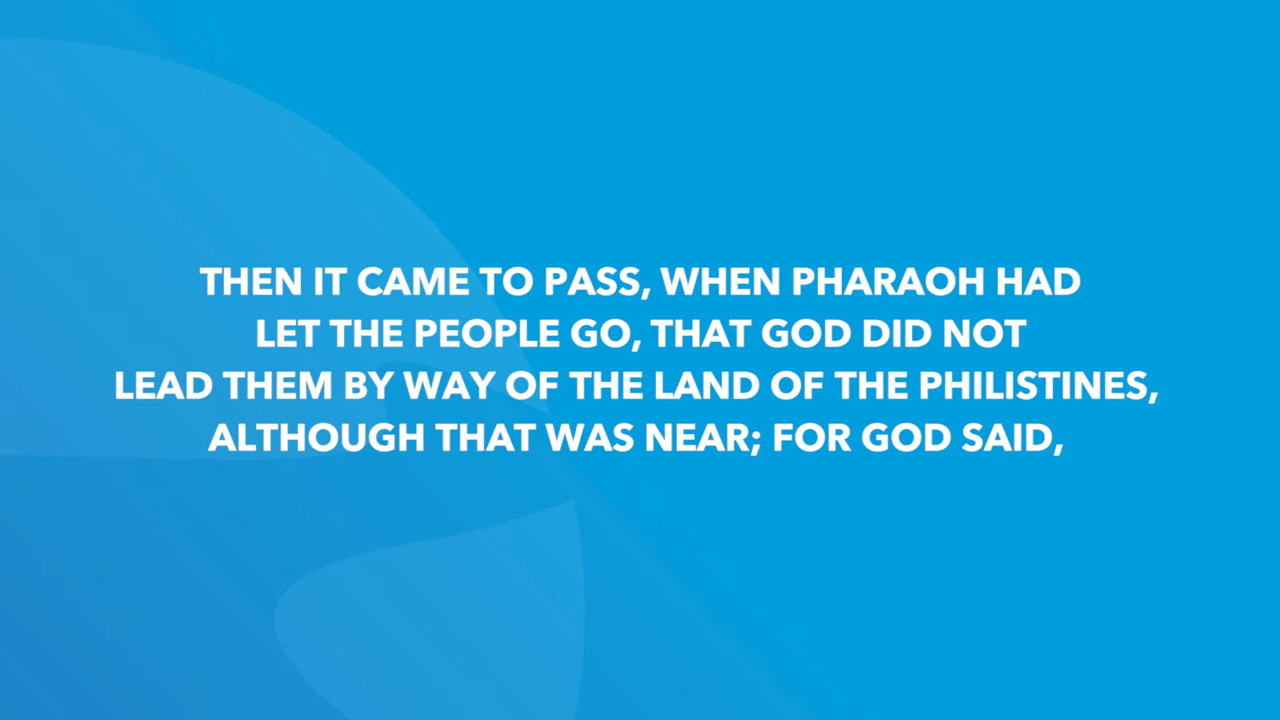 THEN IT CAME TO PASS, WHEN PHARAOH HAD
LET THE PEOPLE GO, THAT GOD DID NOT
LEAD THEM BY WAY OF THE LAND OF THE PHILISTINES,
ALTHOUGH THAT WAS NEAR; FOR GOD SAID,